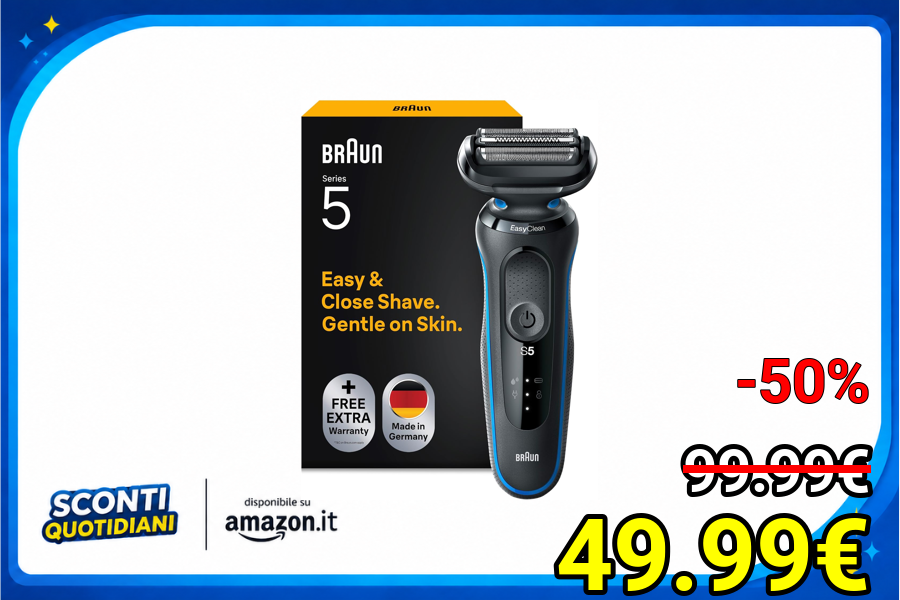 BRAUN
BRAUN
Series
5
Easy &
Close Shave.
Gentle on Skin.
+
FREE
EXTRA
Warranty
Made in
Germany
EasyClean
S5
BRAUN
-50%
99.99€
49.99€
SCONTI
QUOTIDIANI
disponibile su
amazon.it